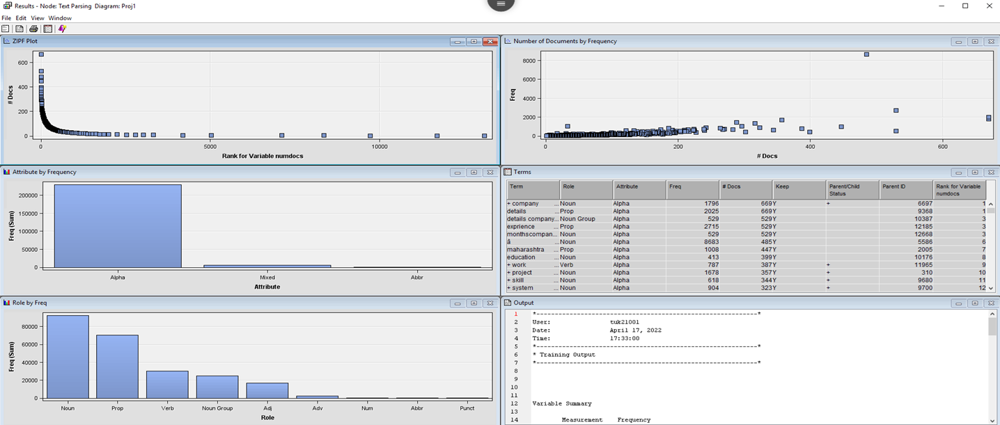 Results - Node: Text Parsing  Diagram: Proj1
File Edit View Window
ZIPF Plot
# Docs
600
400
200
0
0 5000 10000
Rank for Variable numdocs
Number of Documents by Frequency
Freq
8000
6000
4000
2000
0
0 200 400 600
# Docs
Attribute by Frequency
Freq (Sum)
200000
150000
100000
50000
0
Alpha Mixed Abbr
Attribute
Terms
Term Role Attribute Freq # Docs Keep Parent/Child Status Parent ID Rank for Variable numdocs
+ company ... Noun Alpha 1796 669 Y + 6697 1
details ... Prop Alpha 2025 669 Y 9368 1
details company... Noun Group Alpha 529 529 Y 10387 3
exprience ... Prop Alpha 2715 529 Y 12185 3
monthscompan... Noun Alpha 529 529 Y 12668 3
â ... Noun Alpha 8683 485 Y 5586 6
maharashtra ... Prop Alpha 1008 447 Y 2005 7
education ... Noun Alpha 413 399 Y 10176 8
+ work ... Verb Alpha 787 387 Y + 11965 9
+ project ... Noun Alpha 1678 357 Y + 310 10
+ skill ... Noun Alpha 618 344 Y + 9680 11
+ system ... Noun Alpha 904 323 Y + 9700 12
Role by Freq
Freq (Sum)
80000
60000
40000
20000
0
Noun Prop Verb Noun Group Adj Adv Num Abbr Punct
Role
Output
1 *------------------------------------------------------------*
2 User: tuk21001
3 Date: April 17, 2022
4 Time: 17:33:00
5 *------------------------------------------------------------*
6 * Training Output
7 *------------------------------------------------------------*
8
9
10
11
12 Variable Summary
13
14 Measurement Frequency